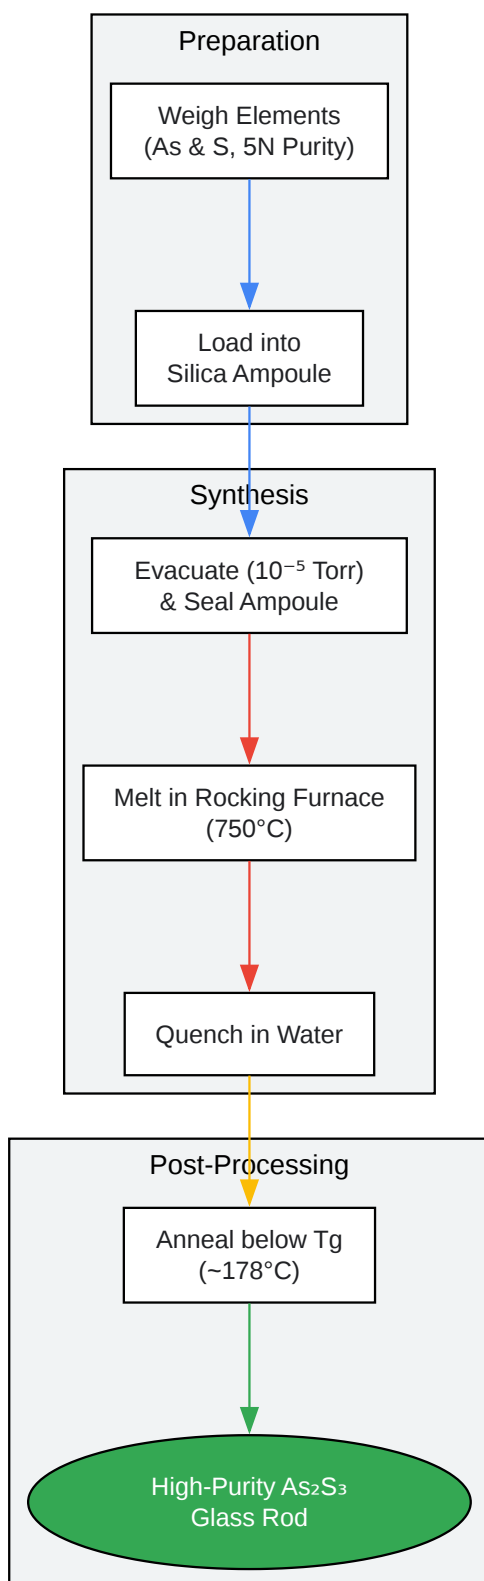 Preparation
Weigh Elements
(As & S, 5N Purity)
Load into
Silica Ampoule
Synthesis
Evacuate (10⁻⁵ Torr)
& Seal Ampoule
Melt in Rocking Furnace
(750°C)
Quench in Water
Post-Processing
Anneal below Tg
(~178°C)
High-Purity As₂S₃
Glass Rod